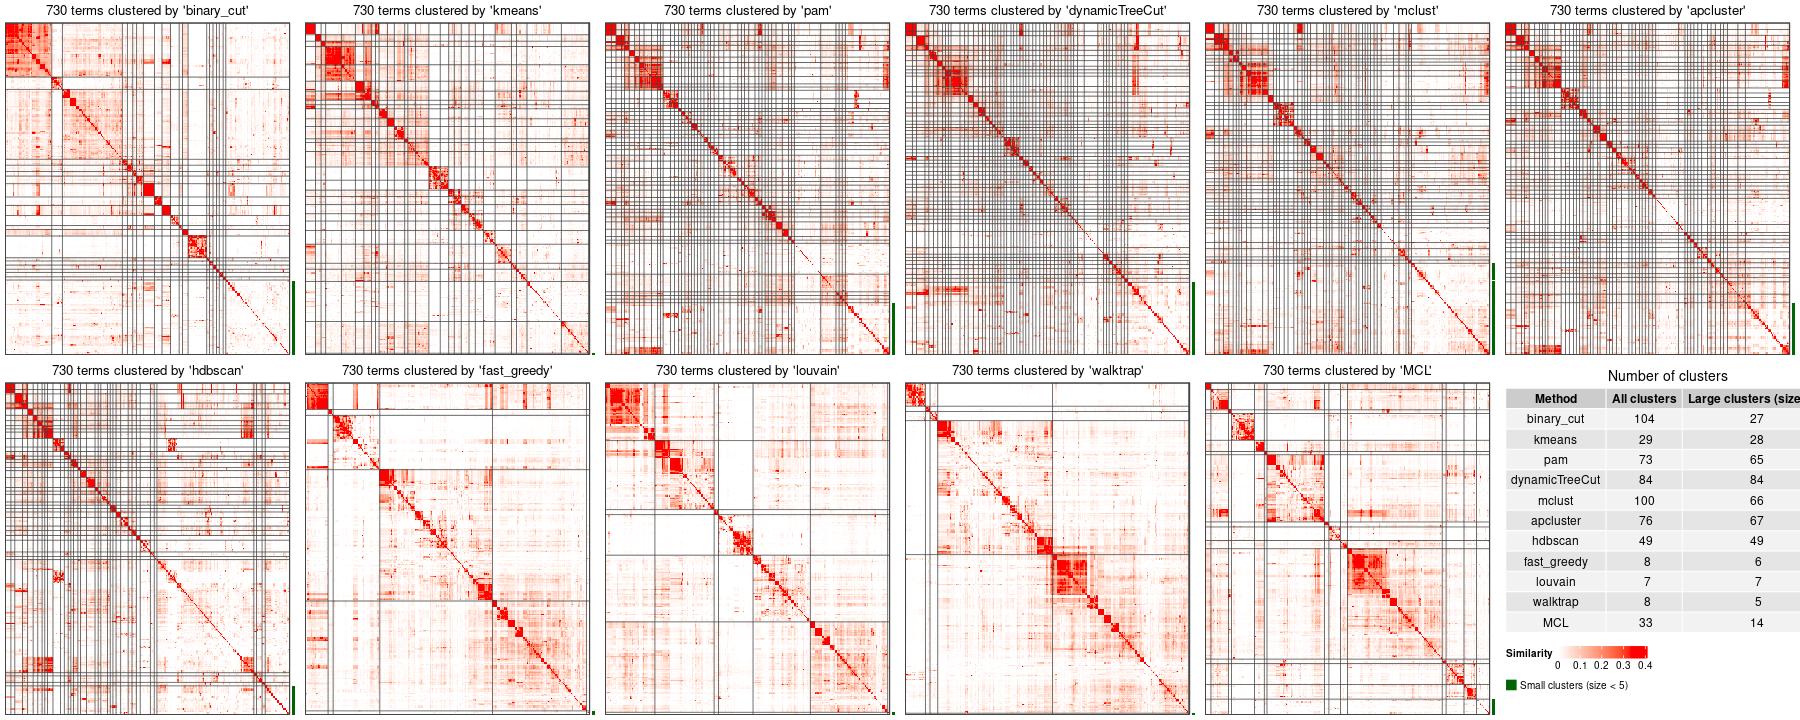 730 terms clustered by 'binary_cut'
730 terms clustered by 'kmeans'
730 terms clustered by 'pam'
730 terms clustered by 'dynamicTreeCut'
730 terms clustered by 'mclust'
730 terms clustered by 'apcluster'
730 terms clustered by 'hdbscan'
730 terms clustered by 'fast_greedy'
730 terms clustered by 'louvain'
730 terms clustered by 'walktrap'
730 terms clustered by 'MCL'
Number of clusters
Method All clusters Large clusters (size
binary_cut 104 27
kmeans 29 28
pam 73 65
dynamicTreeCut 84 84
mclust 100 66
apcluster 76 67
hdbscan 49 49
fast_greedy 8 6
louvain 7 7
walktrap 8 5
MCL 33 14
Similarity
0 0.1 0.2 0.3 0.4
Small clusters (size < 5)